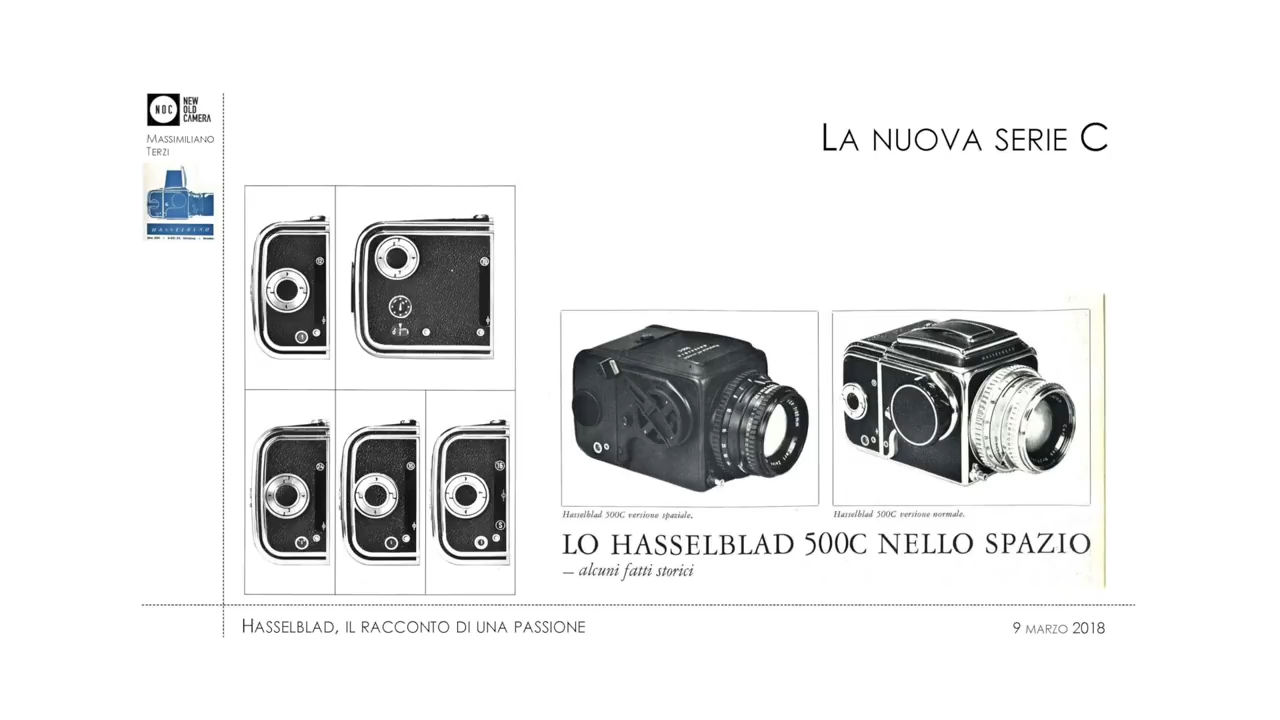 NOC
NEW
OLD
CAMERA
MASSIMILIANO
TERZI
HASSELBLAD
LA NUOVA SERIE C
Hasselblad 500C versione spaziale.
Hasselblad 500C versione normale.
LO HASSELBLAD 500C NELLO SPAZIO
— alcuni fatti storici
HASSELBLAD, IL RACCONTO DI UNA PASSIONE
9 MARZO 2018